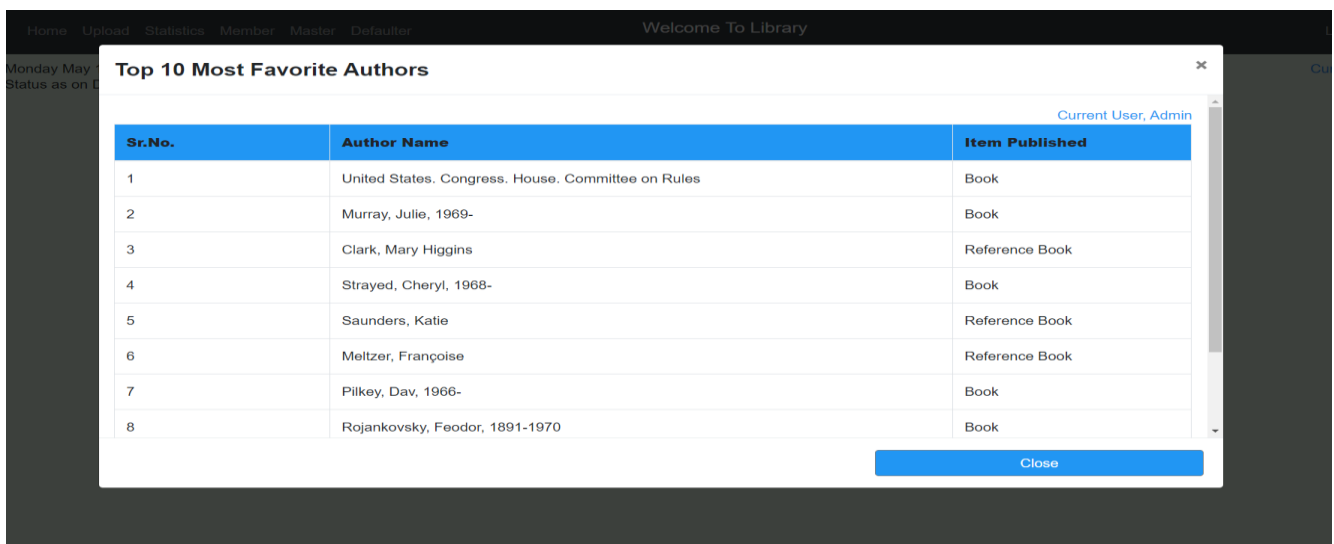 Home Upload Statistics Member Master Defaulter Welcome To Library
Monday May
Status as on
Top 10 Most Favorite Authors ×
Current User, Admin
Sr.No. Author Name Item Published
1 United States. Congress. House. Committee on Rules Book
2 Murray, Julie, 1969- Book
3 Clark, Mary Higgins Reference Book
4 Strayed, Cheryl, 1968- Book
5 Saunders, Katie Reference Book
6 Meltzer, Françoise Reference Book
7 Pilkey, Dav, 1966- Book
8 Rojankovsky, Feodor, 1891-1970 Book
Close